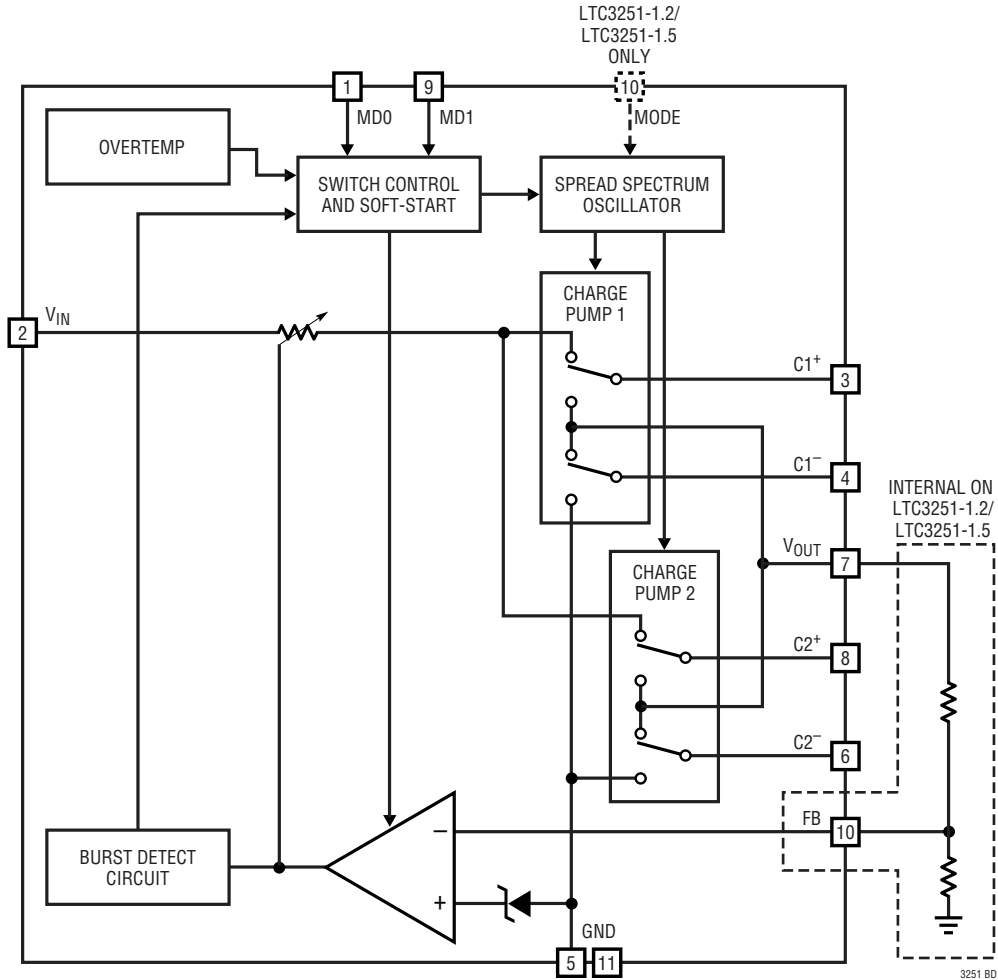 LTC3251-1.2/
LTC3251-1.5
ONLY
1
9
10
MD0
MD1
MODE
OVERTEMP
SWITCH CONTROL
AND SOFT-START
SPREAD SPECTRUM
OSCILLATOR
CHARGE
PUMP 1
VIN
2
C1+
3
C1–
4
INTERNAL ON
LTC3251-1.2/
LTC3251-1.5
VOUT
7
CHARGE
PUMP 2
C2+
8
C2–
6
FB
10
–
+
BURST DETECT
CIRCUIT
GND
5
11
3251 BD